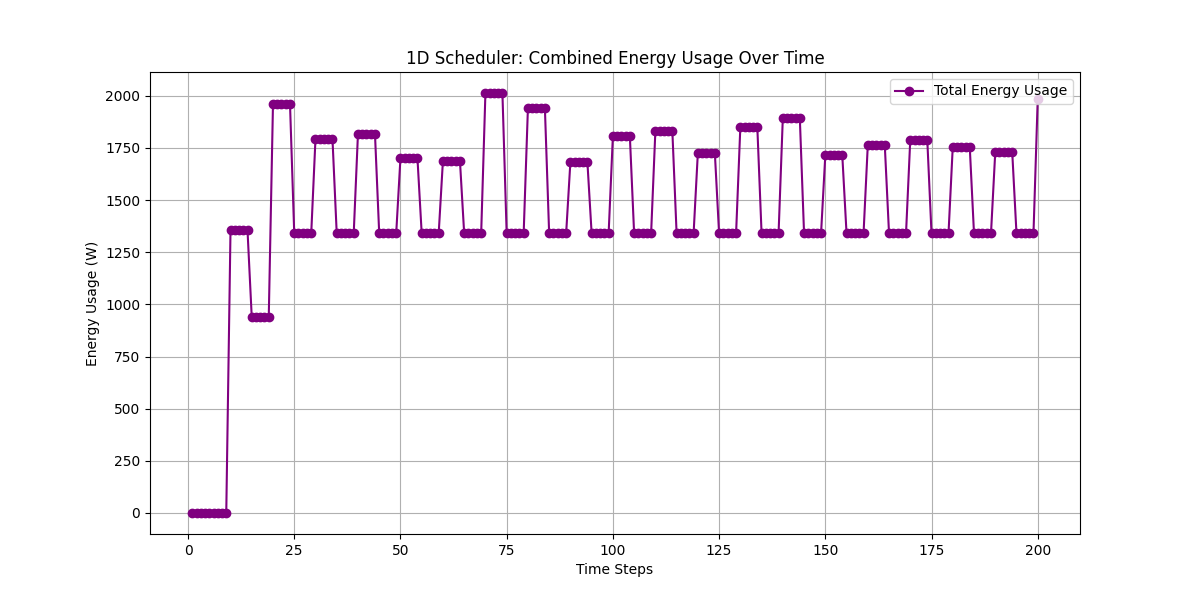 1D Scheduler: Combined Energy Usage Over Time
Total Energy Usage
Energy Usage (W)
2000
1750
1500
1250
1000
750
500
250
0
0 25 50 75 100 125 150 175 200
Time Steps